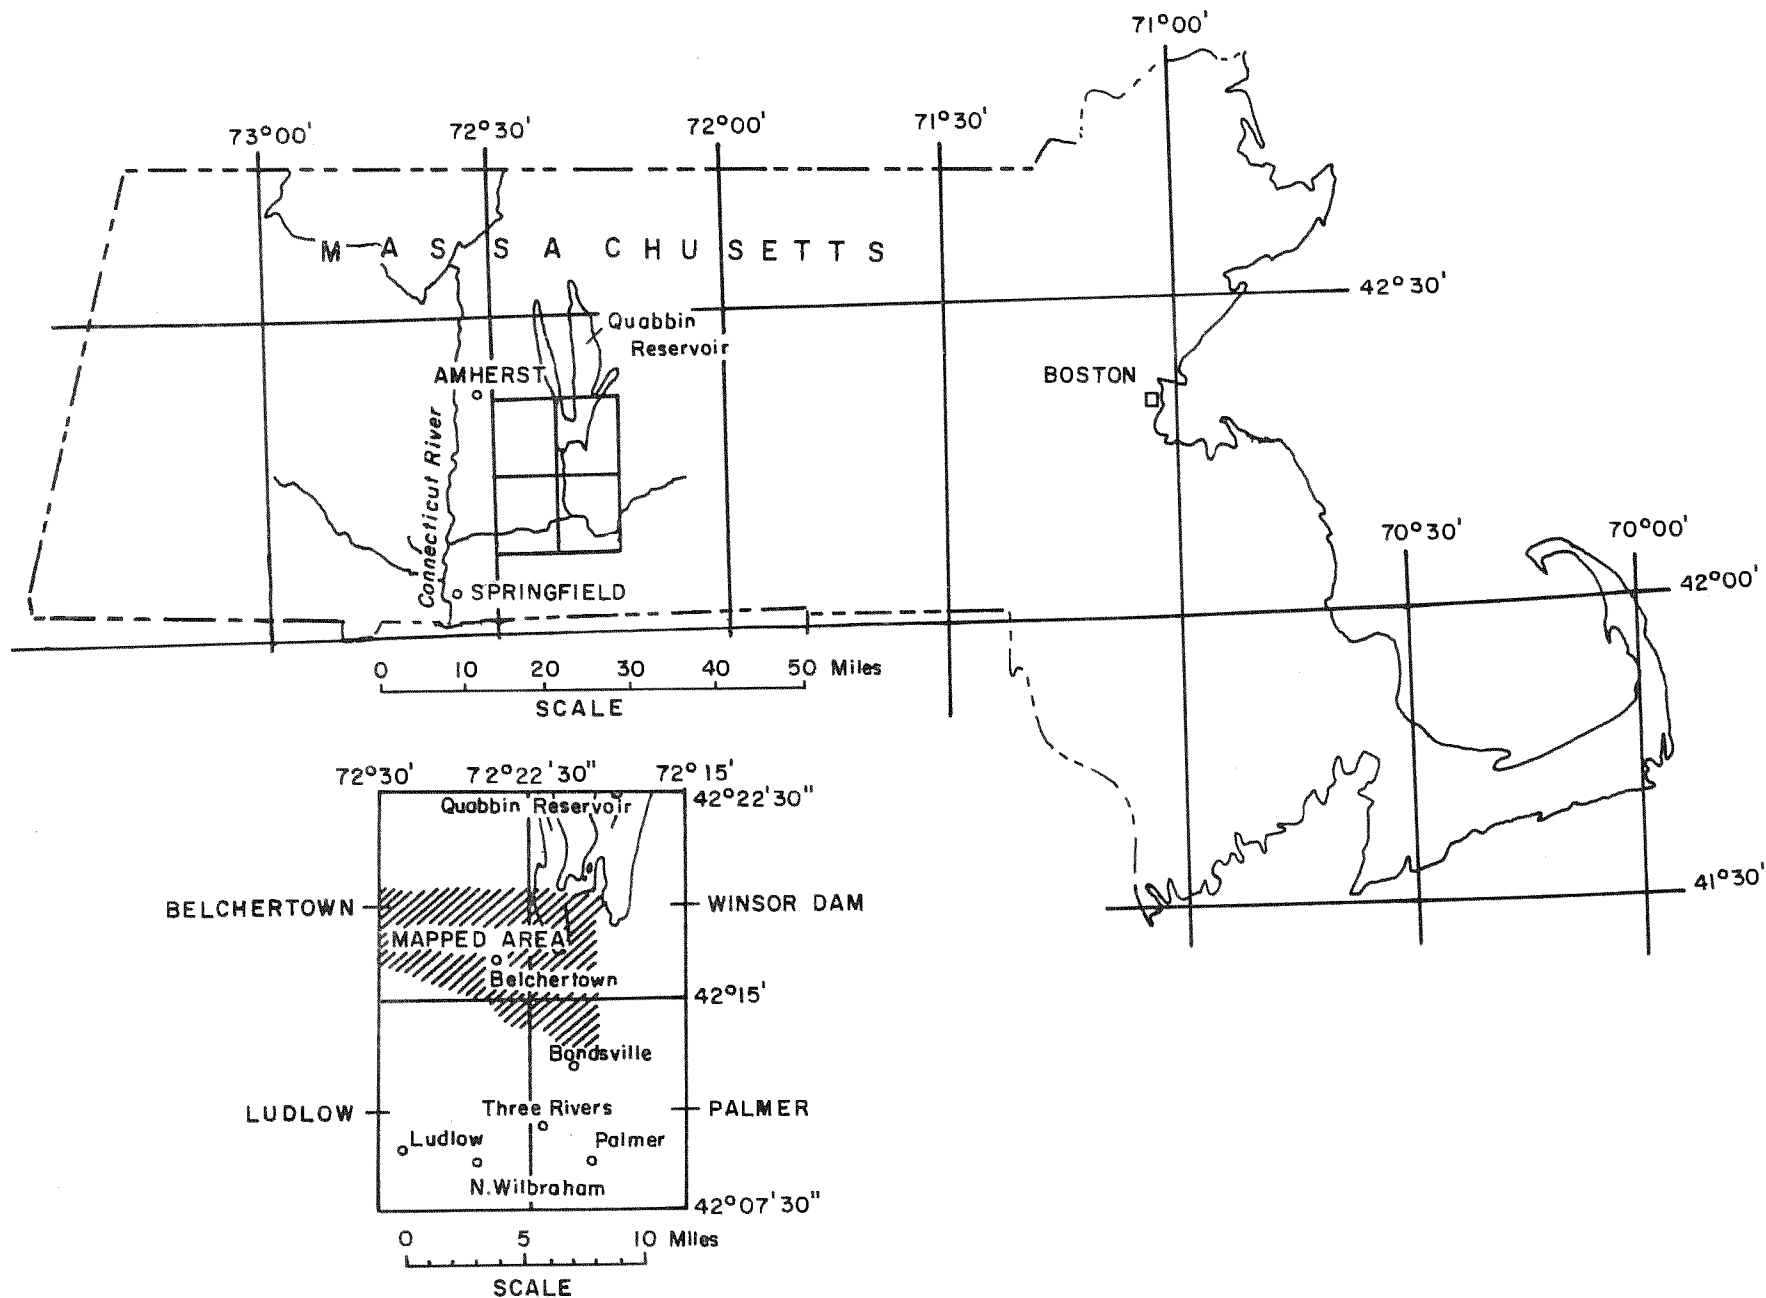 71°00'
73°00' 72°30' 72°00' 71°30'
MASSACHUSETTS
42°30'
Quabbin
Reservoir
AMHERST
BOSTON
Connecticut River
70°30' 70°00'
42°00'
SPRINGFIELD
0 10 20 30 40 50 Miles
SCALE
72°30' 72°22'30" 72°15'
42°22'30"
Quabbin Reservoir
41°30'
BELCHERTOWN WINSOR DAM
MAPPED AREA
Belchertown
42°15'
Bondsville
LUDLOW Three Rivers PALMER
Ludlow Palmer
N.Wilbraham
42°07'30"
0 5 10 Miles
SCALE